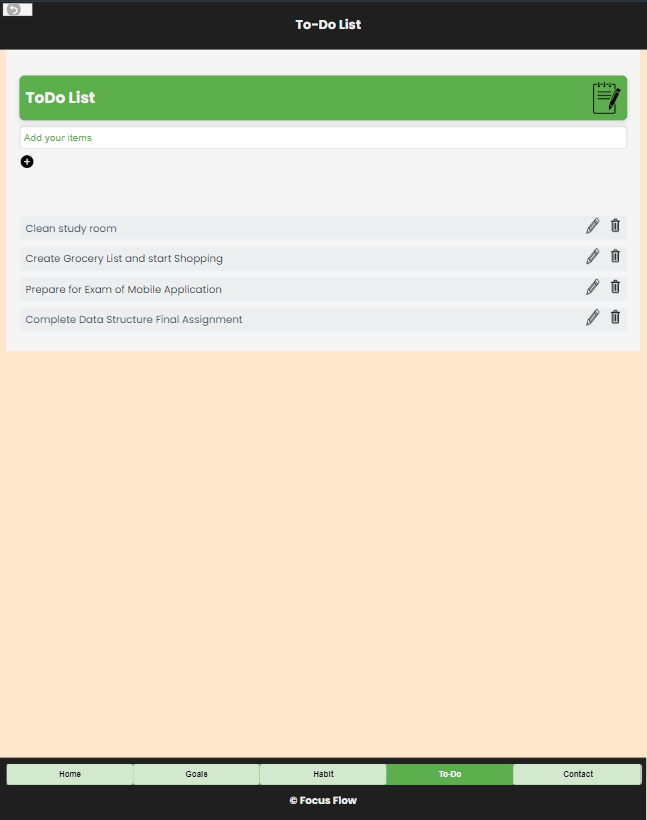 To-Do List
ToDo List
Add your items
Clean study room
Create Grocery List and start Shopping
Prepare for Exam of Mobile Application
Complete Data Structure Final Assignment
Home Goals Habit To-Do Contact
© Focus Flow